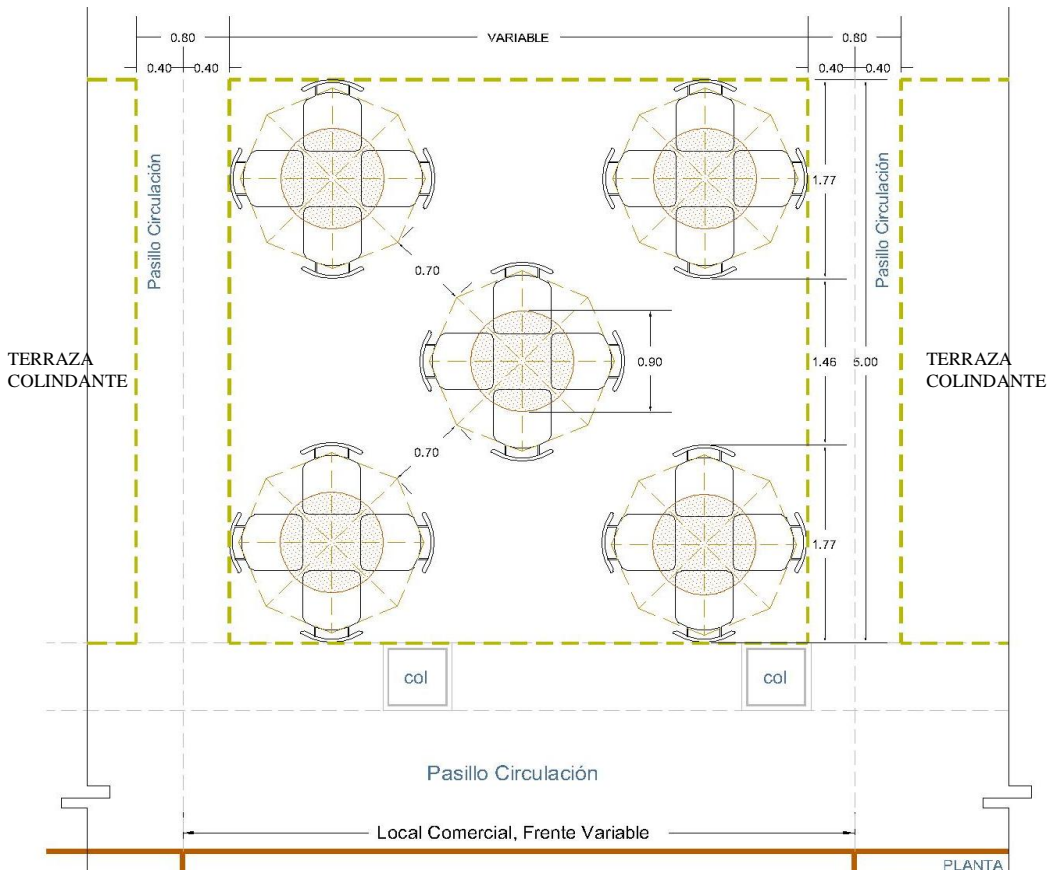 0.80
VARIABLE
0.80
0.40
0.40
0.40
0.40
Pasillo Circulación
1.77
Pasillo Circulación
0.70
TERRAZA
COLINDANTE
0.90
1.46
5.00
TERRAZA
COLINDANTE
0.70
1.77
col
col
Pasillo Circulación
Local Comercial, Frente Variable
PLANTA